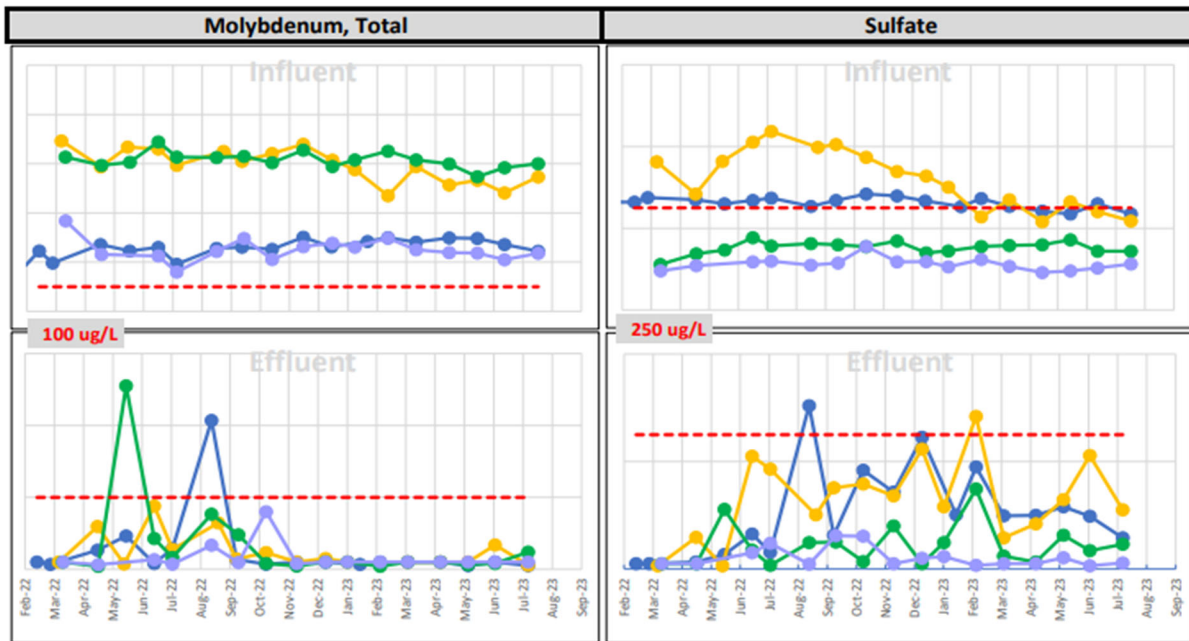 Molybdenum, Total
Sulfate
Influent
Influent
100 ug/L
250 ug/L
Effluent
Effluent
Feb-22 Mar-22 Apr-22 May-22 Jun-22 Jul-22 Aug-22 Sep-22 Oct-22 Nov-22 Dec-22 Jan-23 Feb-23 Mar-23 Apr-23 May-23 Jun-23 Jul-23 Aug-23 Sep-23
Feb-22 Mar-22 Apr-22 May-22 Jun-22 Jul-22 Aug-22 Sep-22 Oct-22 Nov-22 Dec-22 Jan-23 Feb-23 Mar-23 Apr-23 May-23 Jun-23 Jul-23 Aug-23 Sep-23